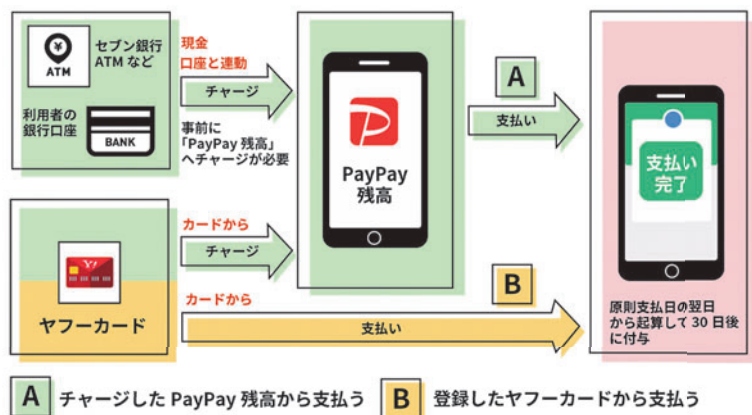 セブン銀行
ATM など
ATM
現金
口座と連動
チャージ
利用者の
銀行口座
BANK
事前に
「PayPay 残高」
へチャージが必要
PayPay
残高
A
支払い
支払い
完了
カードから
チャージ
Y!
ヤフーカード
カードから
支払い
B
原則支払日の翌日
から起算して 30 日後
に付与
A チャージした PayPay 残高から支払う
B 登録したヤフーカードから支払う